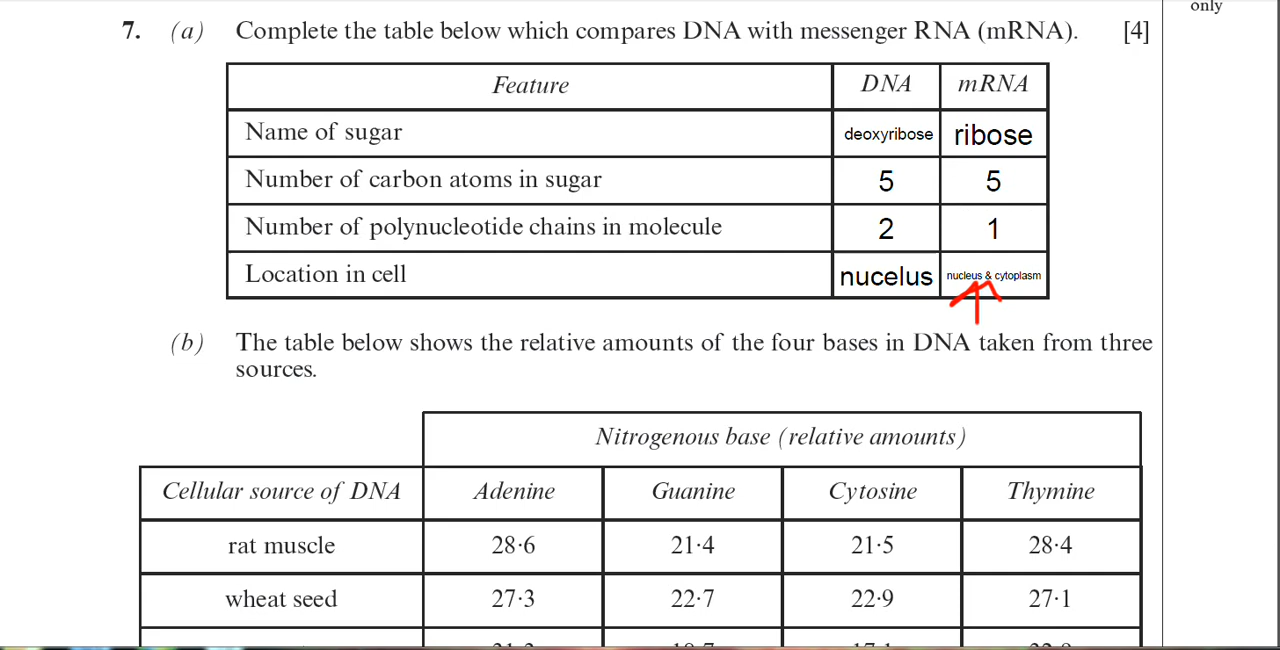 only
7. (a) Complete the table below which compares DNA with messenger RNA (mRNA). [4]
Feature DNA mRNA
Name of sugar deoxyribose ribose
Number of carbon atoms in sugar 5 5
Number of polynucleotide chains in molecule 2 1
Location in cell nucelus nucleus & cytoplasm
(b) The table below shows the relative amounts of the four bases in DNA taken from three
sources.
Nitrogenous base (relative amounts)
Cellular source of DNA Adenine Guanine Cytosine Thymine
rat muscle 28·6 21·4 21·5 28·4
wheat seed 27·3 22·7 22·9 27·1